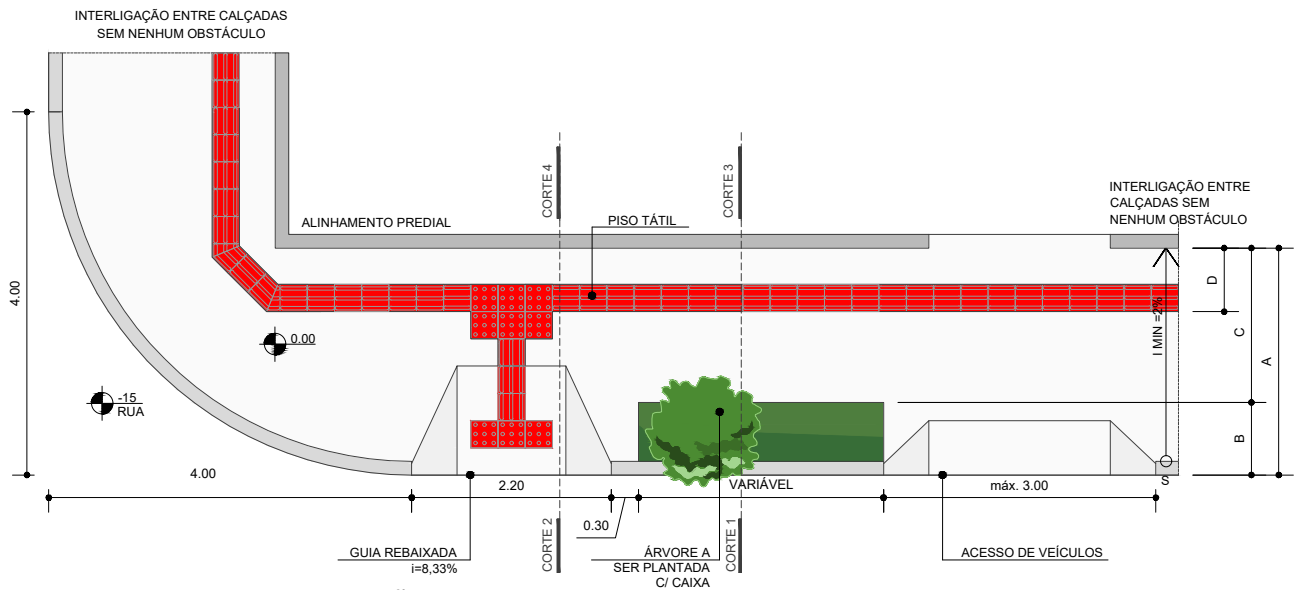 INTERLIGAÇÃO ENTRE CALÇADAS
SEM NENHUM OBSTÁCULO
CORTE 4
CORTE 3
INTERLIGAÇÃO ENTRE
CALÇADAS SEM
NENHUM OBSTÁCULO
ALINHAMENTO PREDIAL
PISO TÁTIL
4.00
D
C
A
B
I MIN =2%
0.00
-15
RUA
S
4.00
2.20
VARIÁVEL
máx. 3.00
0.30
GUIA REBAIXADA
i=8,33%
CORTE 2
ÁRVORE A
SER PLANTADA
C/ CAIXA
CORTE 1
ACESSO DE VEÍCULOS